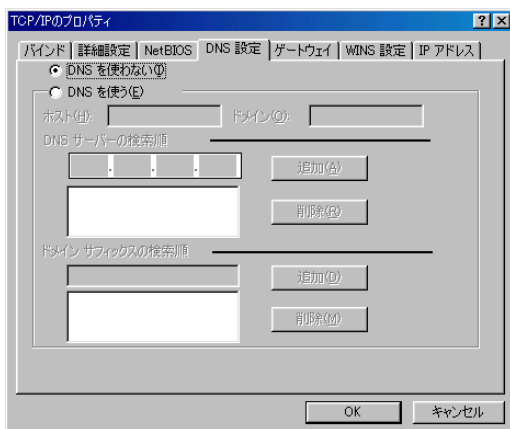 TCP/IPのプロパティ
バインド 詳細設定 NetBIOS DNS 設定 ゲートウェイ WINS 設定 IP アドレス
DNS を使わない(I)
DNS を使う(E)
ホスト(H): ドメイン(O):
DNS サーバーの検索順
追加(A)
削除(R)
ドメイン サフィックスの検索順
追加(D)
削除(M)
OK キャンセル